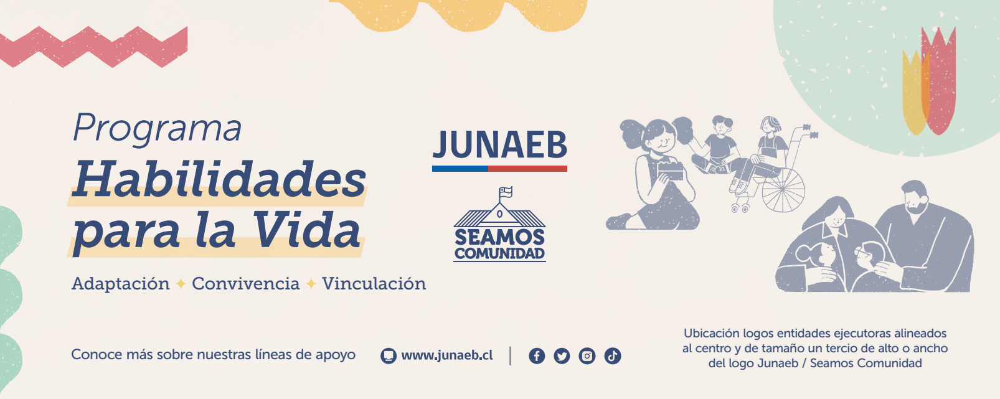 Programa
Habilidades
para la Vida
Adaptación ✦ Convivencia ✦ Vinculación
JUNAEB
SEAMOS
COMUNIDAD
Conoce más sobre nuestras líneas de apoyo
www.junaeb.cl
Ubicación logos entidades ejecutoras alineados
al centro y de tamaño un tercio de alto o ancho
del logo Junaeb / Seamos Comunidad